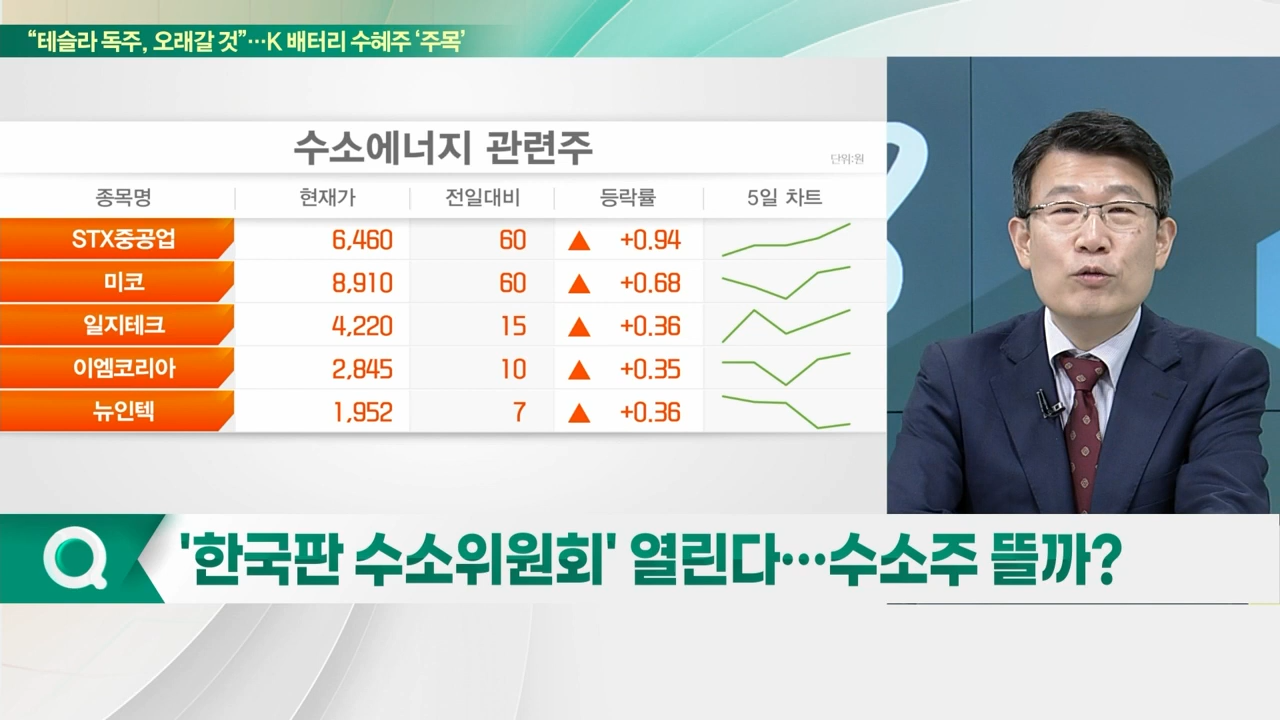 “테슬라 독주, 오래갈 것”…K 배터리 수혜주 ‘주목’
수소에너지 관련주
단위:원
종목명 현재가 전일대비 등락률 5일 차트
STX중공업 6,460 60 ▲ +0.94
미코 8,910 60 ▲ +0.68
일지테크 4,220 15 ▲ +0.36
이엠코리아 2,845 10 ▲ +0.35
뉴인텍 1,952 7 ▲ +0.36
Q '한국판 수소위원회' 열린다…수소주 뜰까?